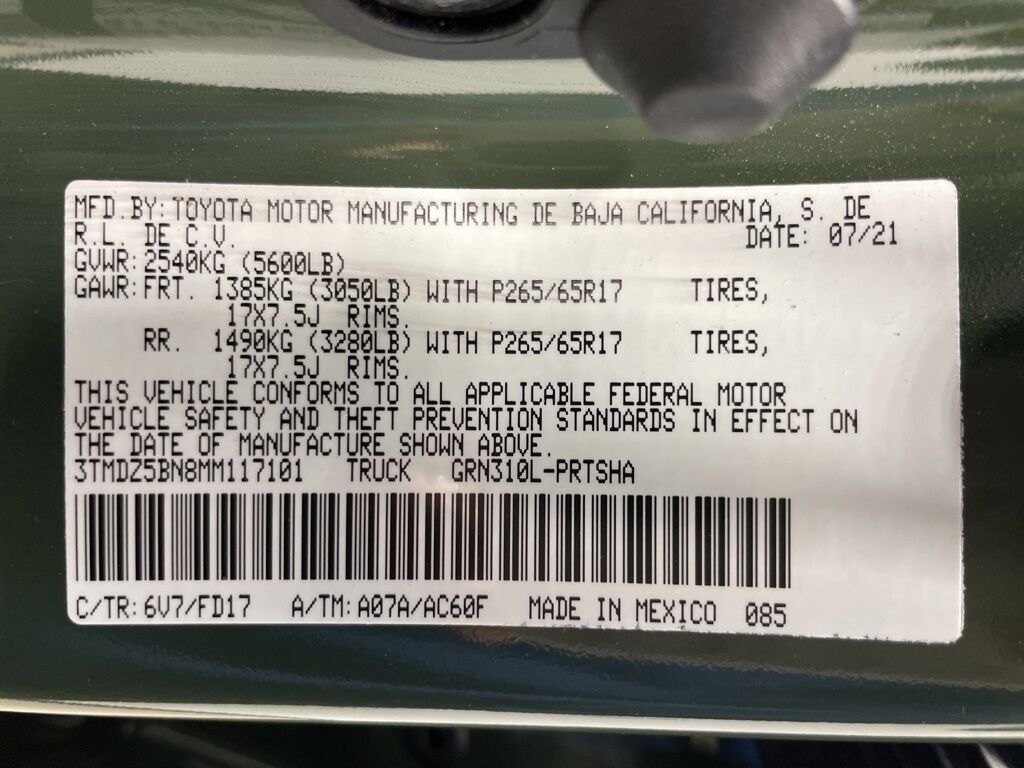 MFD.BY:TOYOTA MOTOR MANUFACTURING DE BAJA CALIFORNIA, S. DE
R.L. DE C.V. DATE: 07/21
GVWR:2540KG (5600LB)
GAWR:FRT. 1385KG (3050LB) WITH P265/65R17 TIRES,
17X7.5J RIMS.
RR. 1490KG (3280LB) WITH P265/65R17 TIRES,
17X7.5J RIMS.
THIS VEHICLE CONFORMS TO ALL APPLICABLE FEDERAL MOTOR
VEHICLE SAFETY AND THEFT PREVENTION STANDARDS IN EFFECT ON
THE DATE OF MANUFACTURE SHOWN ABOVE.
3TMDZ5BN8MM117101 TRUCK GRN310L-PRTSHA
C/TR:6V7/FD17 A/TM:A07A/AC60F MADE IN MEXICO 085